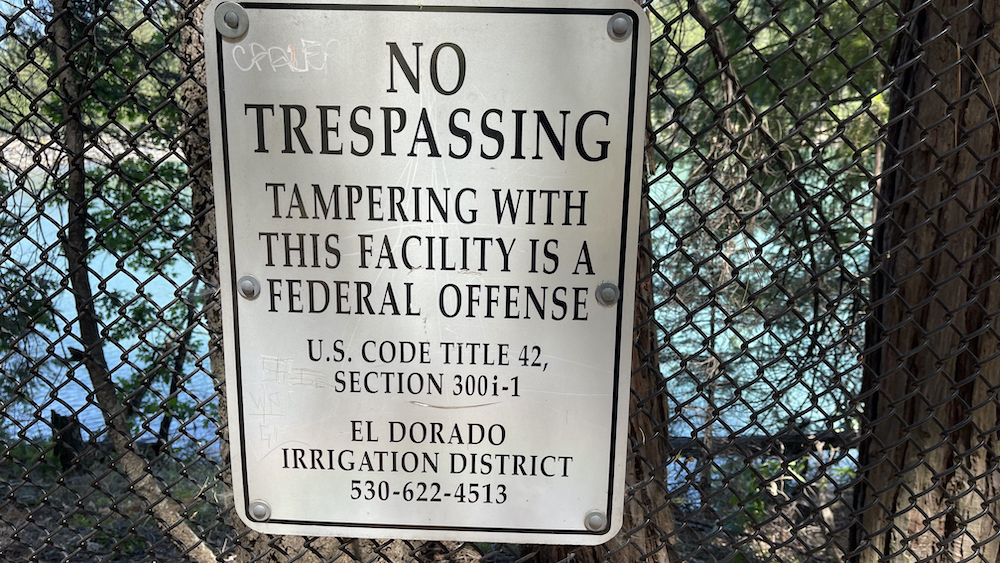 NO
TRESPASSING
TAMPERING WITH
THIS FACILITY IS A
FEDERAL OFFENSE
U.S. CODE TITLE 42,
SECTION 300i-1
EL DORADO
IRRIGATION DISTRICT
530-622-4513